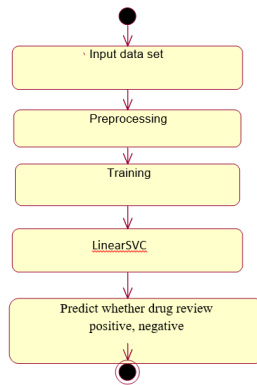 Input data set
Preprocessing
Training
LinearSVC
Predict whether drug review
positive, negative